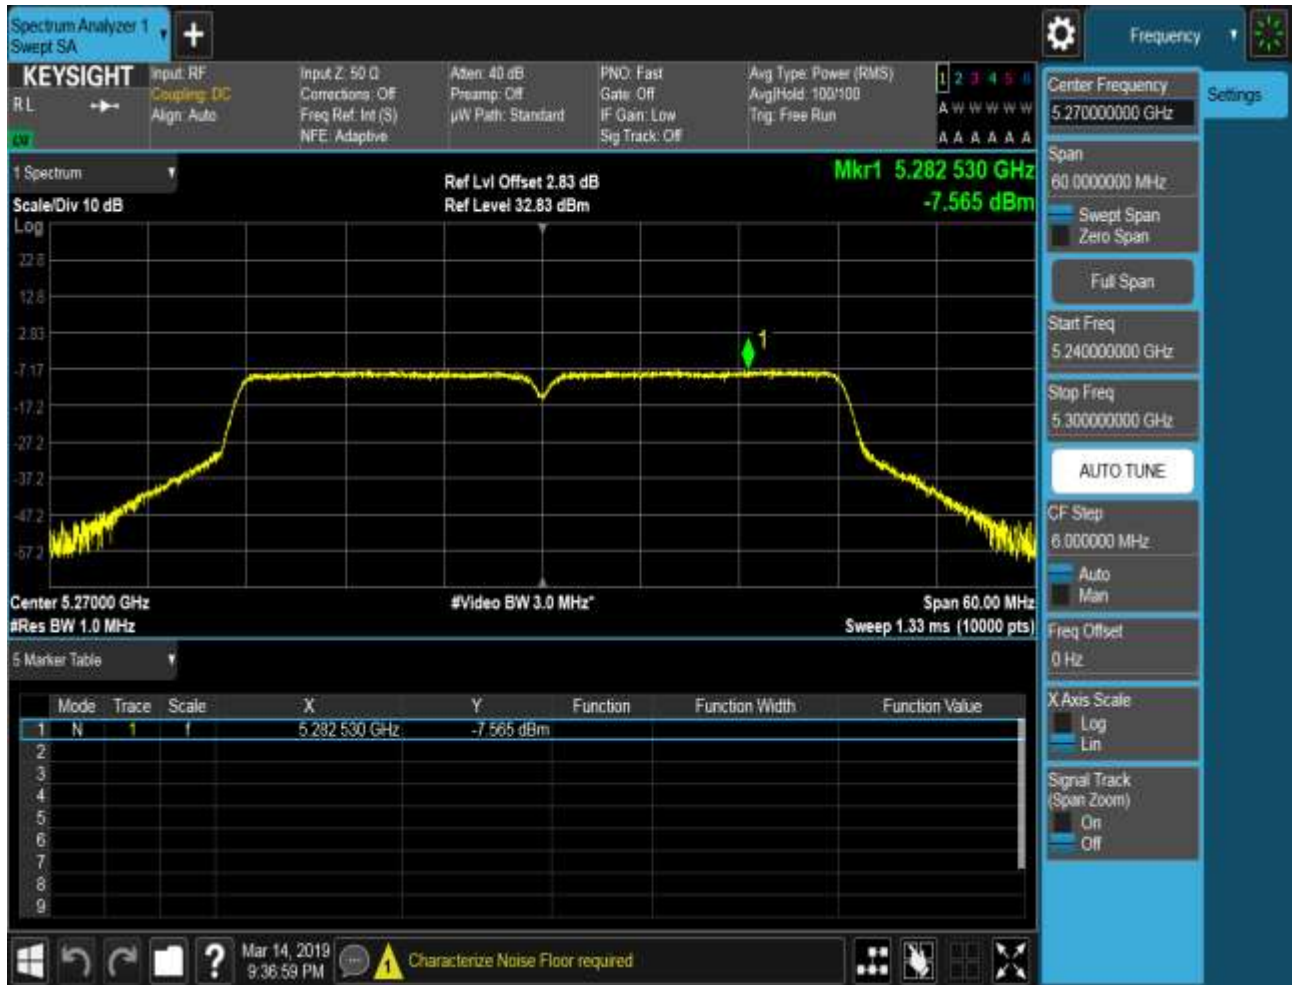 Spectrum Analyzer 1
Swept SA
Frequency
KEYSIGHT
RL
Input: RF
Coupling: DC
Align: Auto
Input Z: 50 Ω
Corrections: Off
Freq Ref: Int (S)
NFE: Adaptive
Atten: 40 dB
Preamp: Off
µW Path: Standard
PNO: Fast
Gate: Off
IF Gain: Low
Sig Track: Off
Avg Type: Power (RMS)
Avg|Hold: 100/100
Trig: Free Run
1 2 3 4 5 6
A W W W W W
A A A A A A
1 Spectrum
Scale/Div 10 dB
Ref Lvl Offset 2.83 dB
Ref Level 32.83 dBm
Mkr1 5.282 530 GHz
-7.565 dBm
Log
22.8
12.8
2.83
-7.17
-17.2
-27.2
-37.2
-47.2
-57.2
1
Center 5.27000 GHz
#Res BW 1.0 MHz
#Video BW 3.0 MHz*
Span 60.00 MHz
Sweep 1.33 ms (10000 pts)
5 Marker Table
Mode Trace Scale X Y Function Function Width Function Value
1 N 1 f 5.282 530 GHz -7.565 dBm
2
3
4
5
6
7
8
9
Mar 14, 2019
9:36:59 PM
1
Characterize Noise Floor required
Center Frequency
5.270000000 GHz
Settings
Span
60.0000000 MHz
Swept Span
Zero Span
Full Span
Start Freq
5.240000000 GHz
Stop Freq
5.300000000 GHz
AUTO TUNE
CF Step
6.000000 MHz
Auto
Man
Freq Offset
0 Hz
X Axis Scale
Log
Lin
Signal Track
(Span Zoom)
On
Off